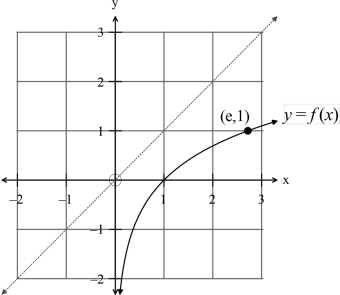 y
3
2
(e,1)
y = f(x)
1
x
–2
–1
1
2
3
–1
–2